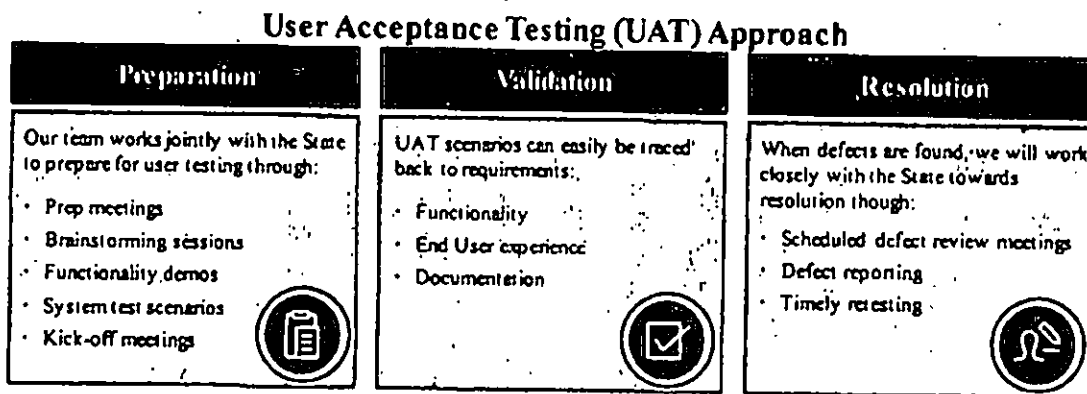 User Acceptance Testing (UAT) Approach
Preparation
Our team works jointly with the State
to prepare for user testing through:
· Prep meetings
· Brainstorming sessions
· Functionality demos
· System test scenarios
· Kick-off meetings
Validation
UAT scenarios can easily be traced
back to requirements:
· Functionality
· End User experience
· Documentation
Resolution
When defects are found, we will work
closely with the State towards
resolution though:
· Scheduled defect review meetings
· Defect reporting
· Timely retesting